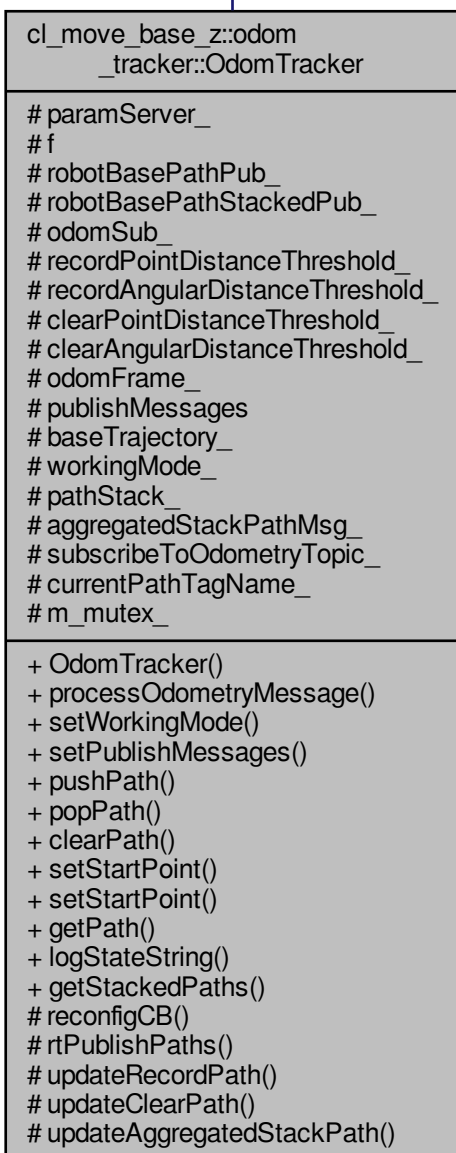 cl_move_base_z::odom
_tracker::OdomTracker
# paramServer_
# f
# robotBasePathPub_
# robotBasePathStackedPub_
# odomSub_
# recordPointDistanceThreshold_
# recordAngularDistanceThreshold_
# clearPointDistanceThreshold_
# clearAngularDistanceThreshold_
# odomFrame_
# publishMessages
# baseTrajectory_
# workingMode_
# pathStack_
# aggregatedStackPathMsg_
# subscribeToOdometryTopic_
# currentPathTagName_
# m_mutex_
+ OdomTracker()
+ processOdometryMessage()
+ setWorkingMode()
+ setPublishMessages()
+ pushPath()
+ popPath()
+ clearPath()
+ setStartPoint()
+ setStartPoint()
+ getPath()
+ logStateString()
+ getStackedPaths()
# reconfigCB()
# rtPublishPaths()
# updateRecordPath()
# updateClearPath()
# updateAggregatedStackPath()